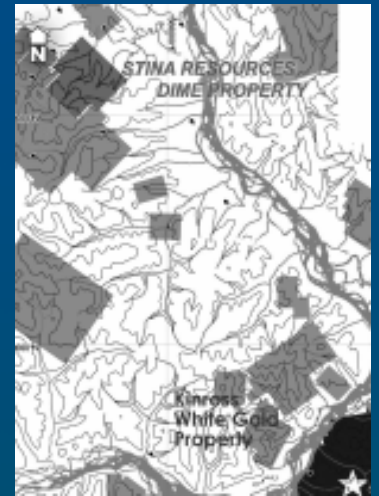 N
STINA RESOURCES
DIME PROPERTY
Kinross
White Gold
Property